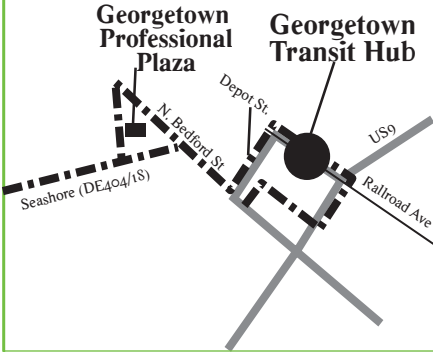 Georgetown
Professional
Plaza
Georgetown
Transit Hub
Depot St.
US9
N. Bedford St
Seashore (DE404/18)
Railroad Ave